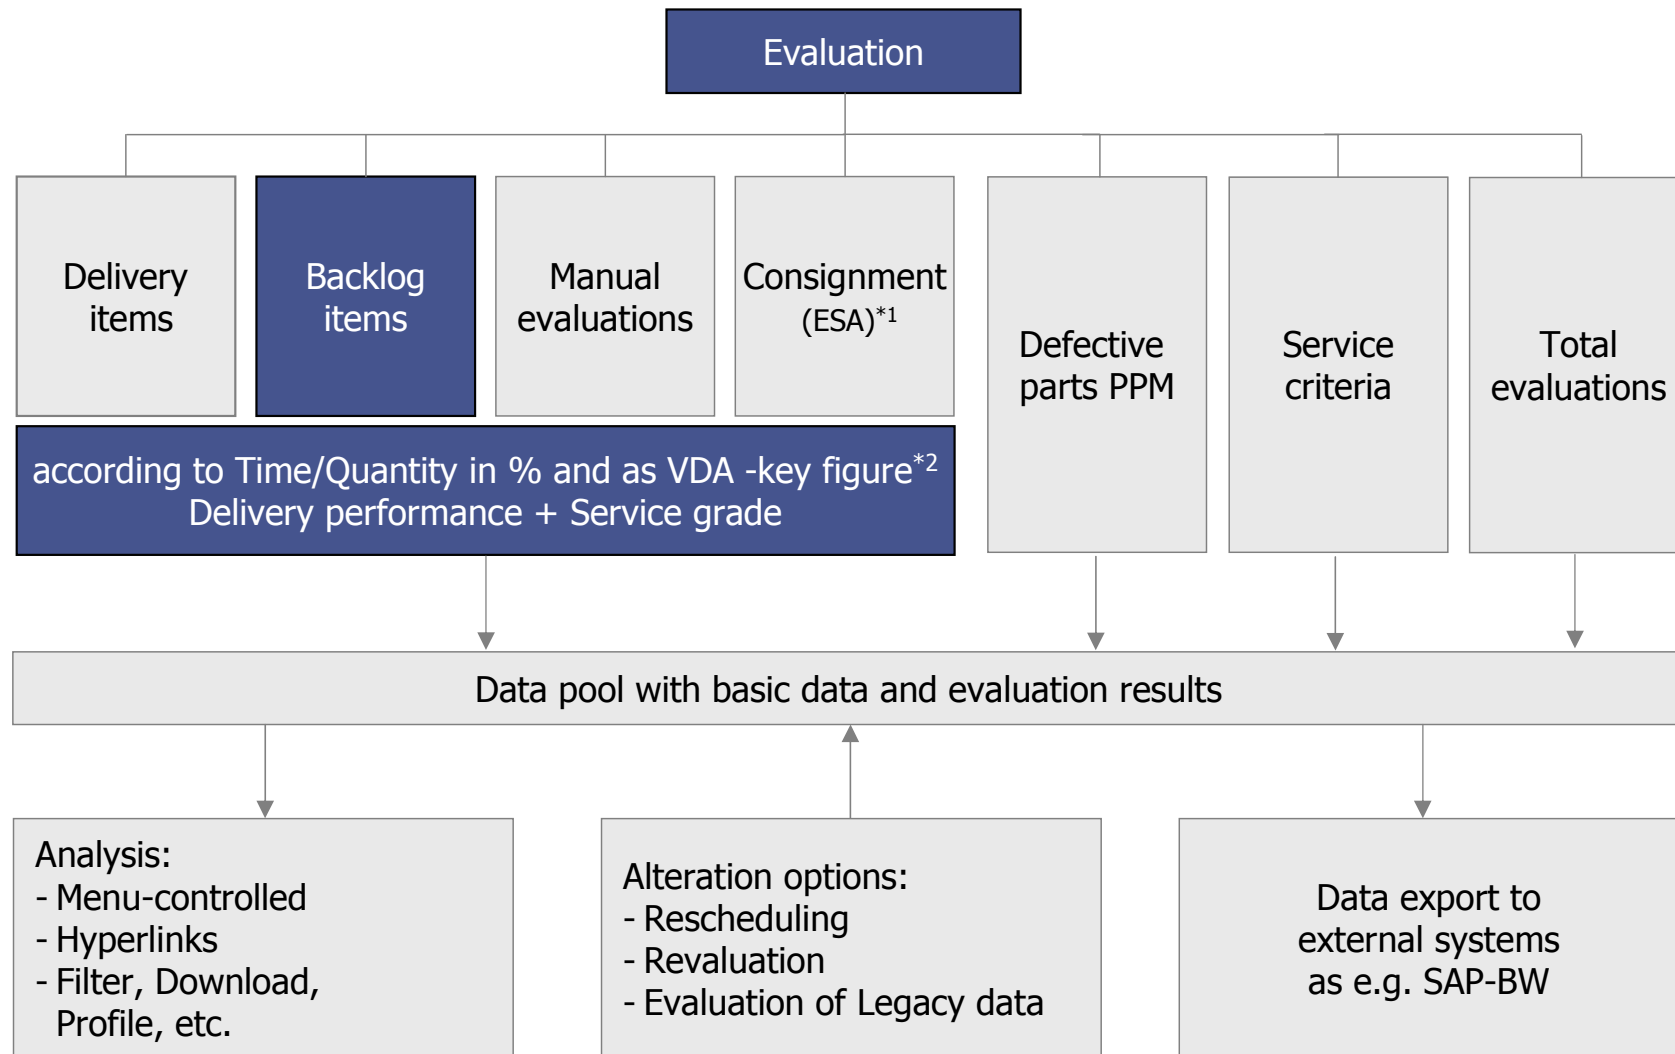 Evaluation
Delivery
items
Backlog
items
Manual
evaluations
Consignment
(ESA)*1
Defective
parts PPM
Service
criteria
Total
evaluations
according to Time/Quantity in % and as VDA -key figure*2
Delivery performance + Service grade
Data pool with basic data and evaluation results
Analysis:
- Menu-controlled
- Hyperlinks
- Filter, Download,
Profile, etc.
Alteration options:
- Rescheduling
- Revaluation
- Evaluation of Legacy data
Data export to
external systems
as e.g. SAP-BW